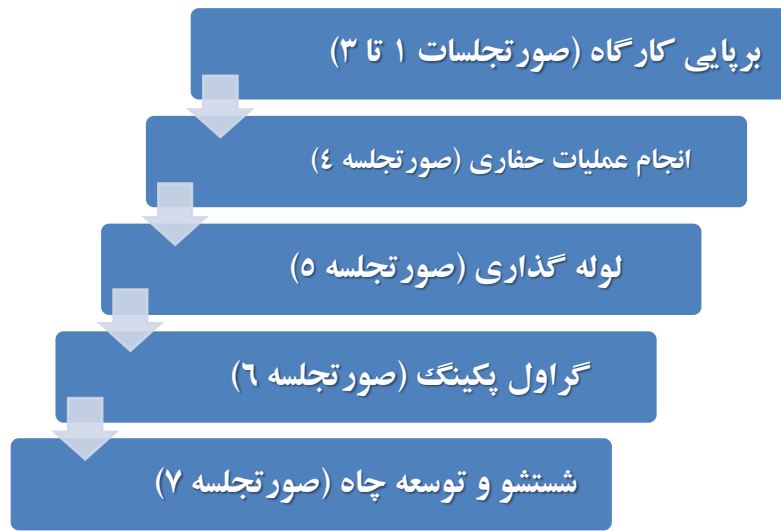 برپایی کارگاه (صورتجلسات ۱ تا ۳)
انجام عملیات حفاری (صورتجلسه ٤)
لوله گذاری (صورتجلسه ٥)
گراول پکینگ (صورتجلسه ٦)
شستشو و توسعه چاه (صورتجلسه ۷)